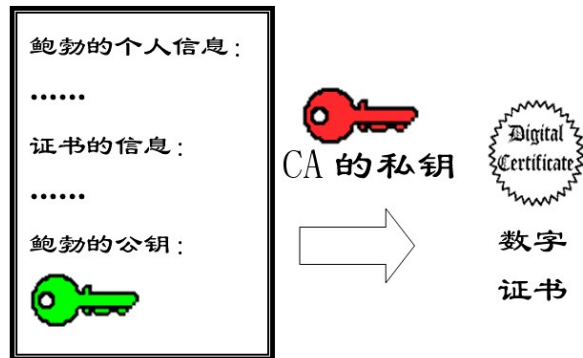 鲍勃的个人信息:
……
证书的信息:
……
鲍勃的公钥:
CA 的私钥
Digital
Certificate
数字
证书